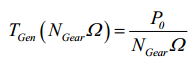 T_Gen (N_Gear Ω) = P_0 / (N_Gear Ω)